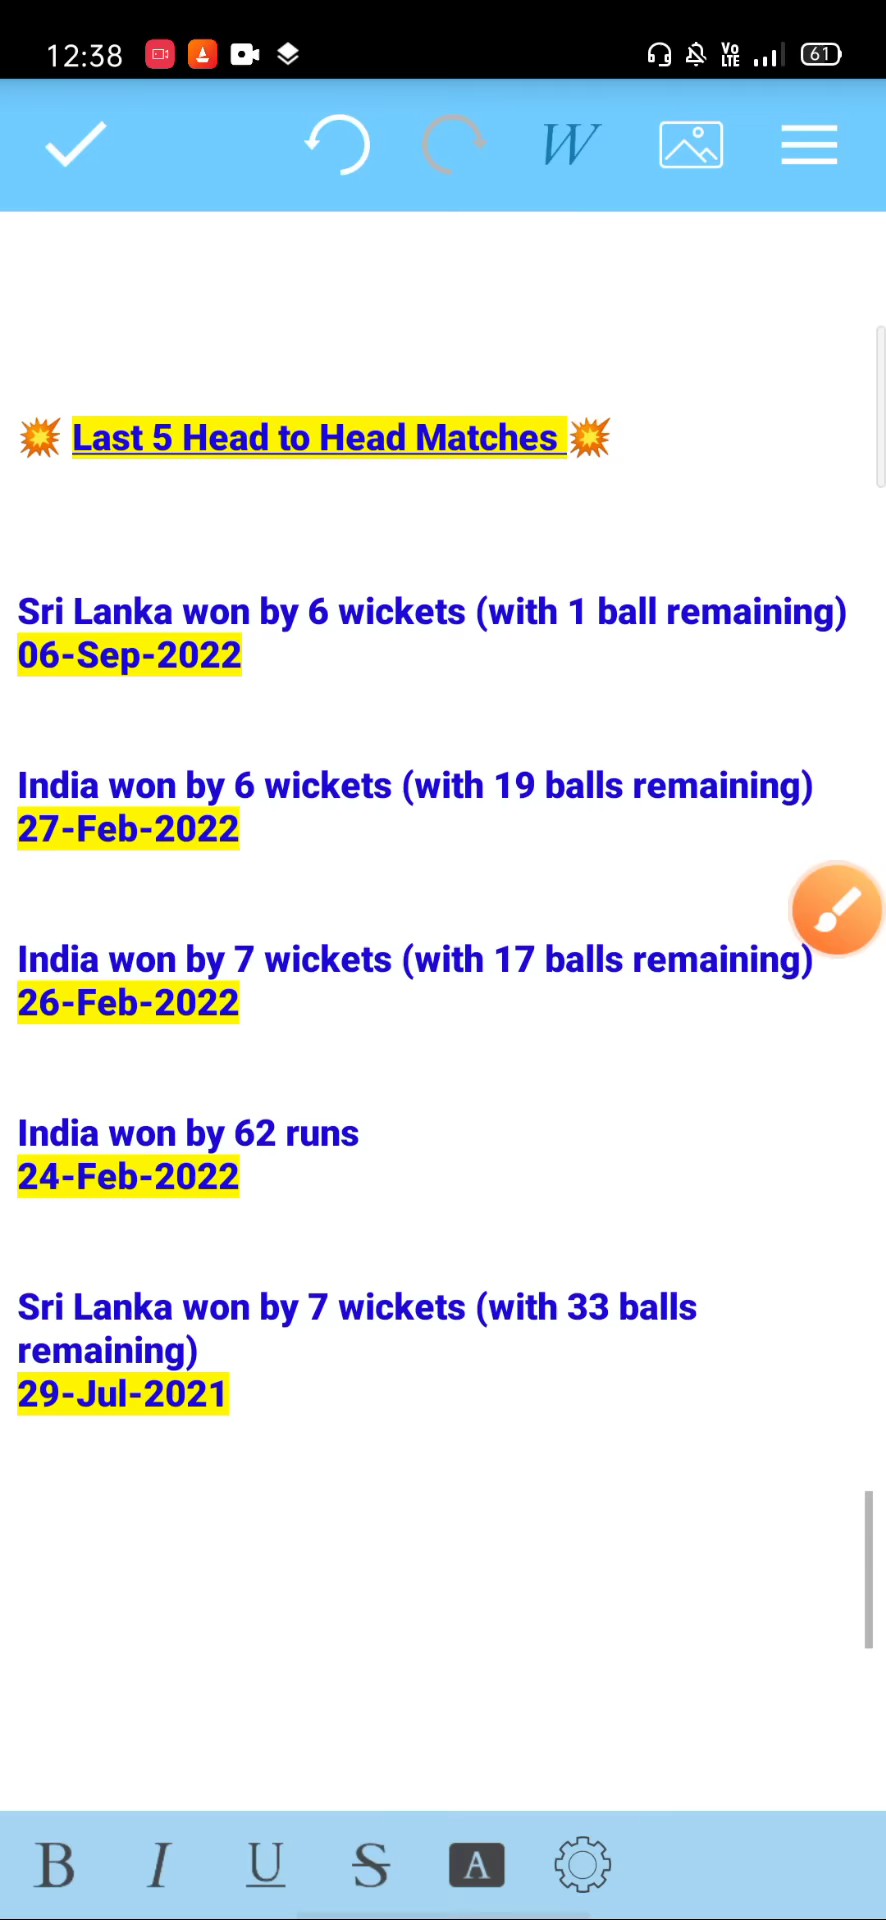 12:38 Vo LTE 61
W
💥 Last 5 Head to Head Matches 💥
Sri Lanka won by 6 wickets (with 1 ball remaining)
06-Sep-2022
India won by 6 wickets (with 19 balls remaining)
27-Feb-2022
India won by 7 wickets (with 17 balls remaining)
26-Feb-2022
India won by 62 runs
24-Feb-2022
Sri Lanka won by 7 wickets (with 33 balls
remaining)
29-Jul-2021
B I U S A